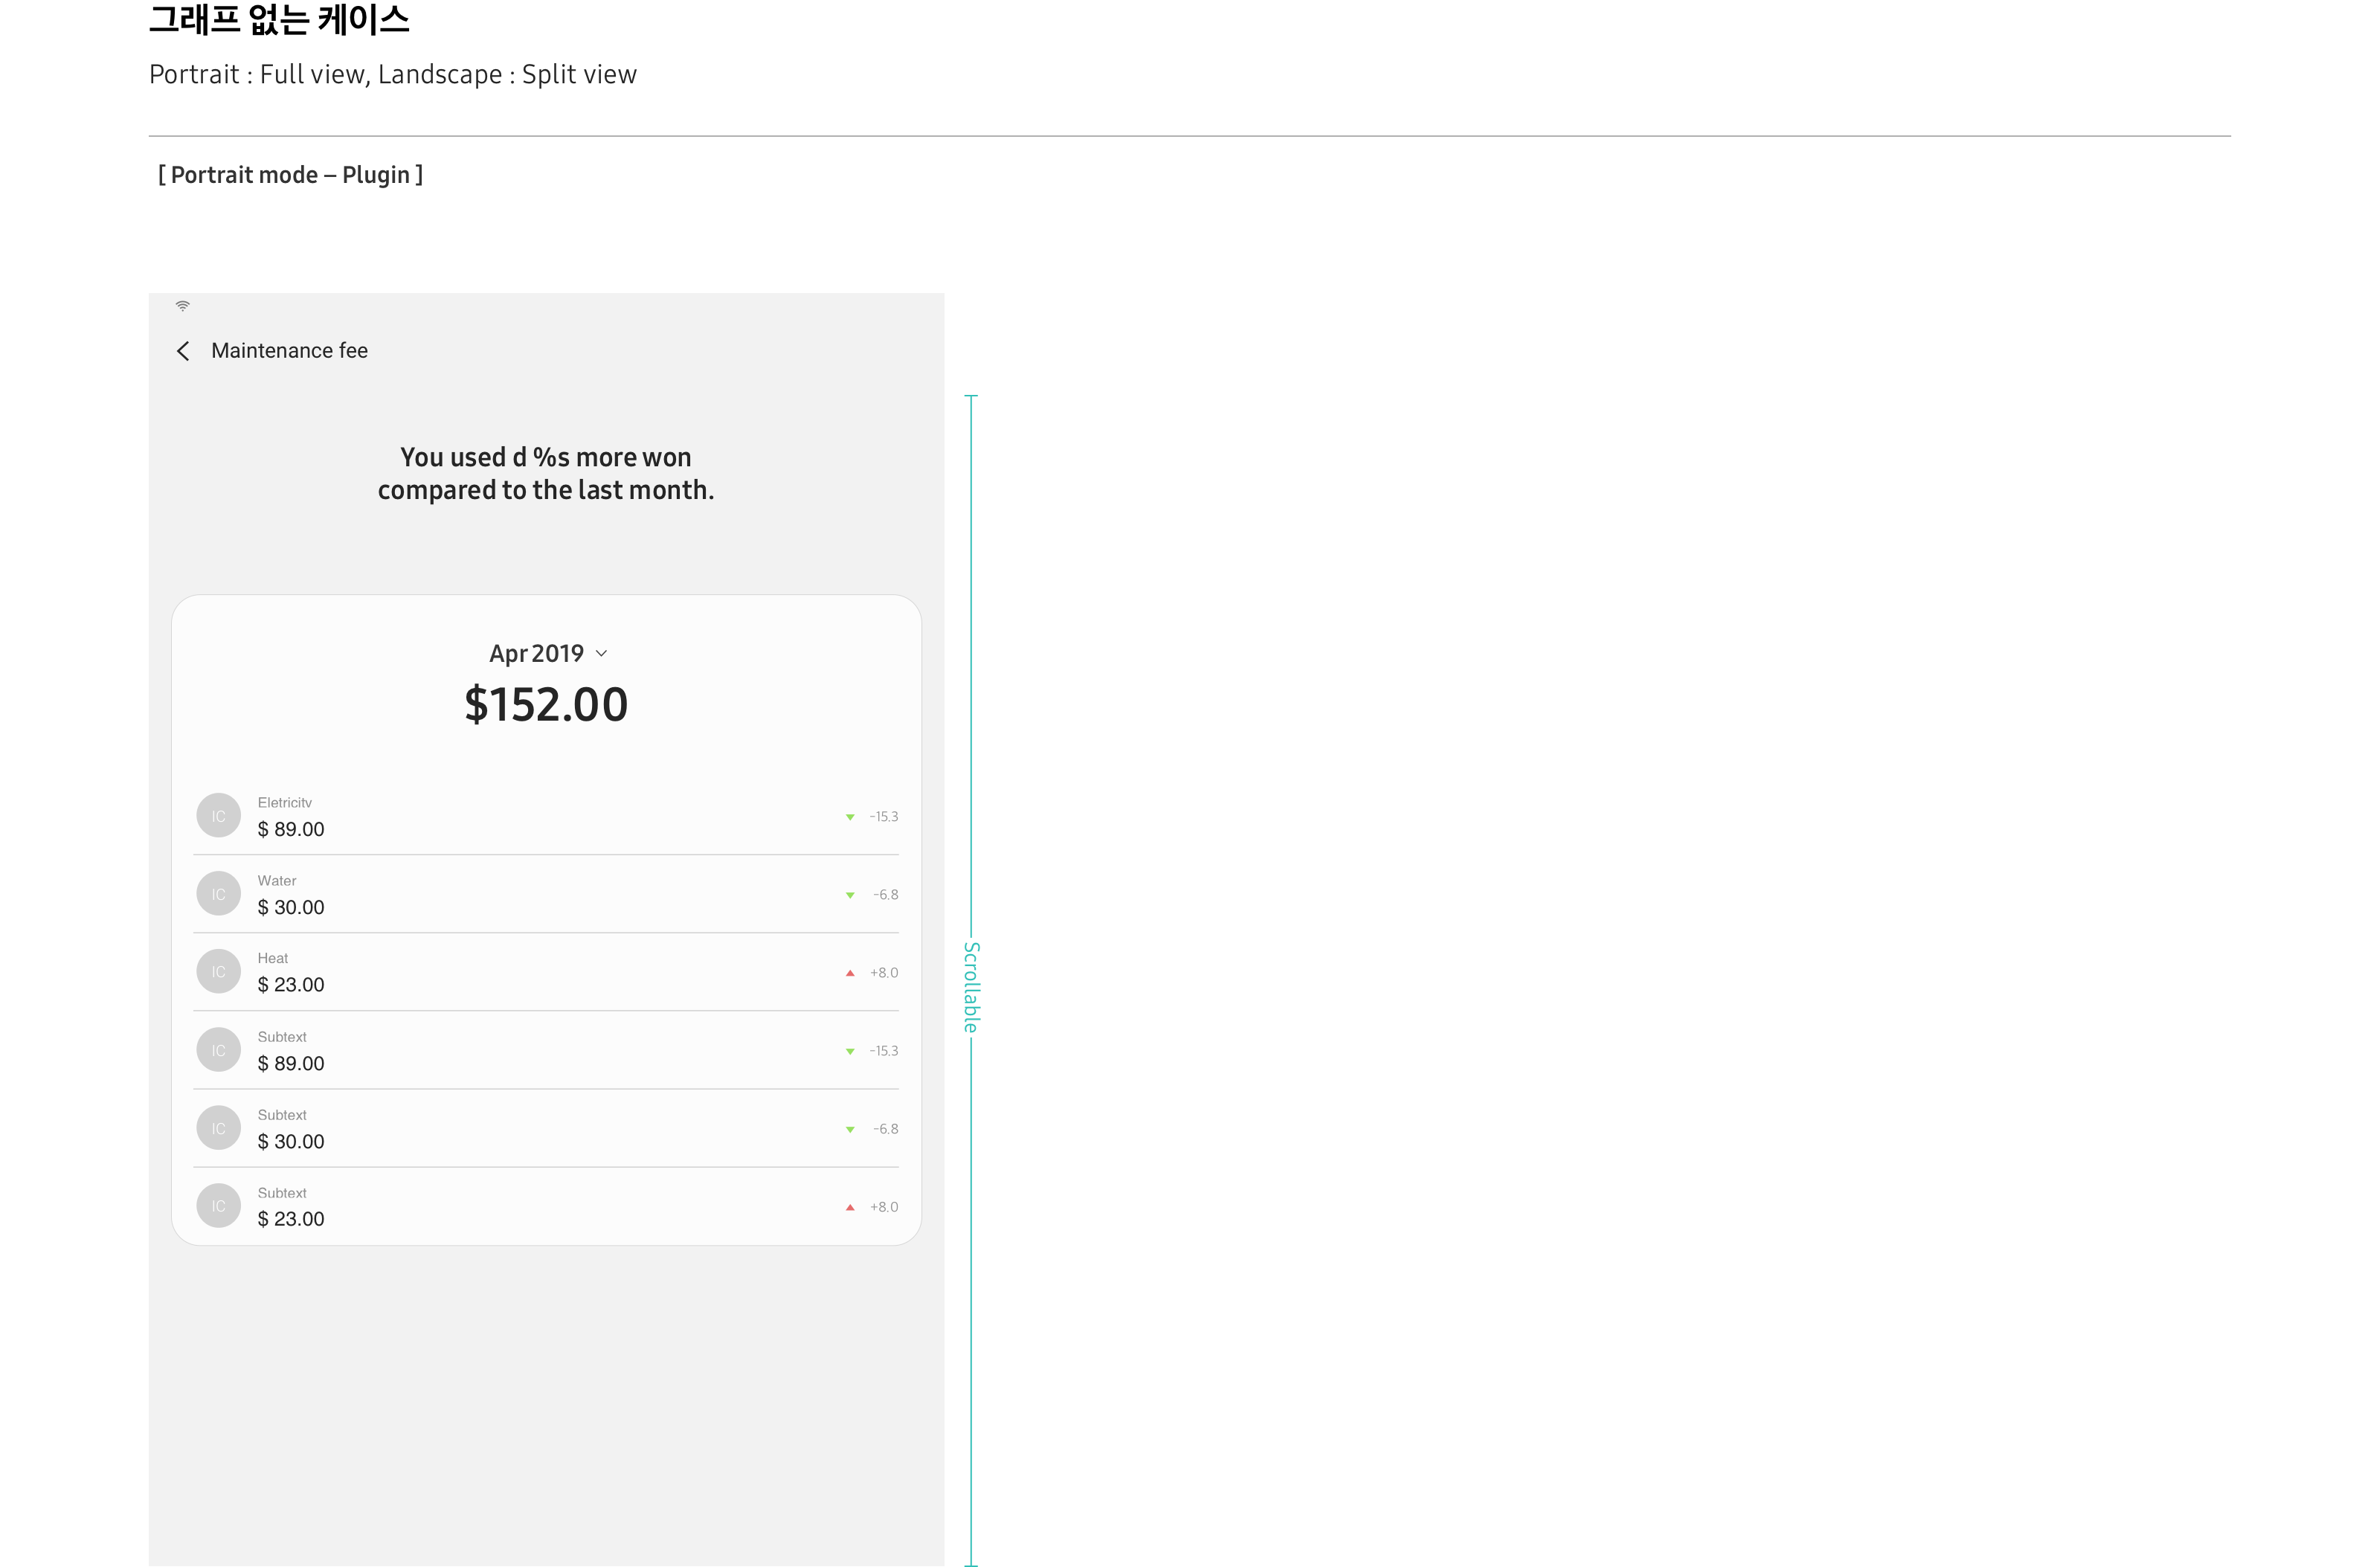 그래프 없는 케이스
Portrait : Full view, Landscape : Split view
[ Portrait mode – Plugin ]
Maintenance fee
You used d %s more won
compared to the last month.
Apr 2019
$152.00
IC
Eletricity
$ 89.00
-15.3
IC
Water
$ 30.00
-6.8
IC
Heat
$ 23.00
+8.0
IC
Subtext
$ 89.00
-15.3
IC
Subtext
$ 30.00
-6.8
IC
Subtext
$ 23.00
+8.0
Scrollable